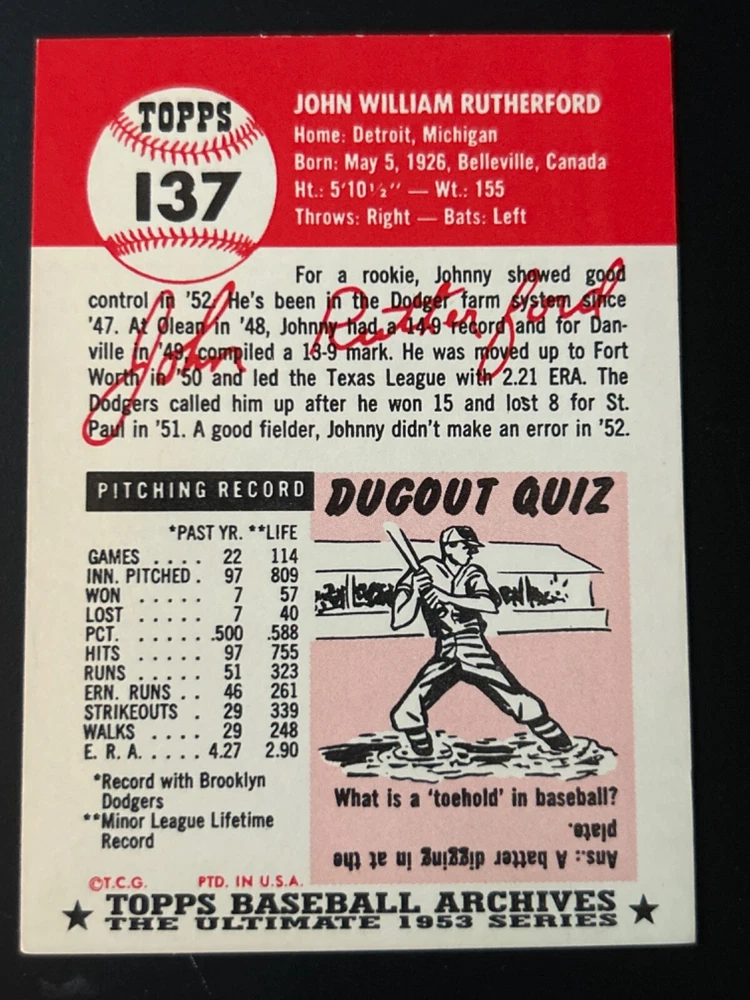 TOPPS
137
JOHN WILLIAM RUTHERFORD
Home: Detroit, Michigan
Born: May 5, 1926, Belleville, Canada
Ht.: 5'10½" — Wt.: 155
Throws: Right — Bats: Left
For a rookie, Johnny showed good
control in '52. He's been in the Dodger farm system since
'47. At Olean in '48, Johnny had a 14-9 record and for Dan-
ville in '49, compiled a 13-9 mark. He was moved up to Fort
Worth in '50 and led the Texas League with 2.21 ERA. The
Dodgers called him up after he won 15 and lost 8 for St.
Paul in '51. A good fielder, Johnny didn't make an error in '52.
John Rutherford
PITCHING RECORD
*PAST YR. **LIFE
GAMES . . . . 22 114
INN. PITCHED . 97 809
WON . . . . . 7 57
LOST . . . . . 7 40
PCT. . . . . . .500 .588
HITS . . . . . 97 755
RUNS . . . . . 51 323
ERN. RUNS . . 46 261
STRIKEOUTS . 29 339
WALKS . . . . 29 248
E. R. A. . . . . 4.27 2.90
*Record with Brooklyn
Dodgers
**Minor League Lifetime
Record
DUGOUT QUIZ
What is a 'toehold' in baseball?
Ans.: A batter digging in at the
plate.
©T.C.G. PTD. IN U.S.A.
★ TOPPS BASEBALL ARCHIVES ★
THE ULTIMATE 1953 SERIES